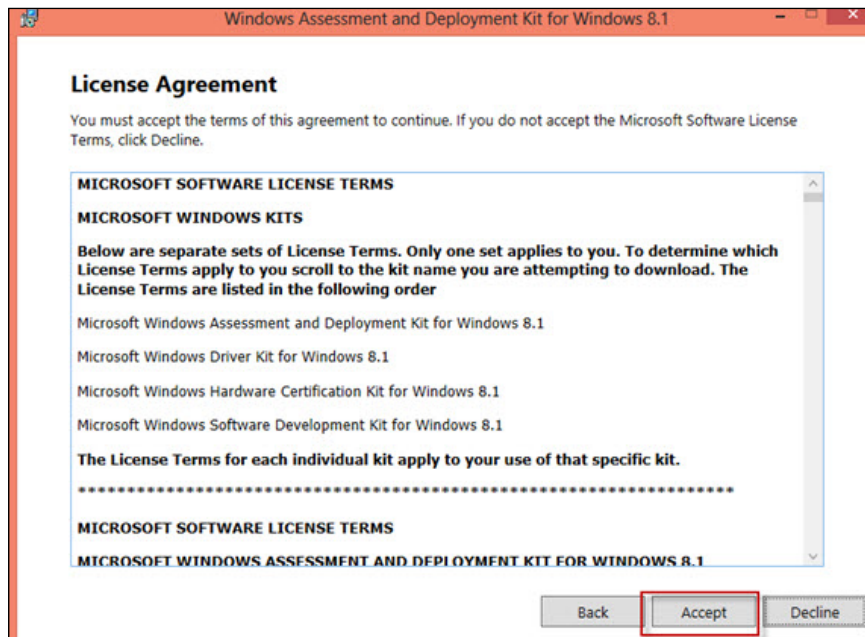 Windows Assessment and Deployment Kit for Windows 8.1
License Agreement
You must accept the terms of this agreement to continue. If you do not accept the Microsoft Software License
Terms, click Decline.
MICROSOFT SOFTWARE LICENSE TERMS
MICROSOFT WINDOWS KITS
Below are separate sets of License Terms. Only one set applies to you. To determine which
License Terms apply to you scroll to the kit name you are attempting to download. The
License Terms are listed in the following order
Microsoft Windows Assessment and Deployment Kit for Windows 8.1
Microsoft Windows Driver Kit for Windows 8.1
Microsoft Windows Hardware Certification Kit for Windows 8.1
Microsoft Windows Software Development Kit for Windows 8.1
The License Terms for each individual kit apply to your use of that specific kit.
*******************************************************************
MICROSOFT SOFTWARE LICENSE TERMS
MICROSOFT WINDOWS ASSESSMENT AND DEPLOYMENT KIT FOR WINDOWS 8.1
Back Accept Decline